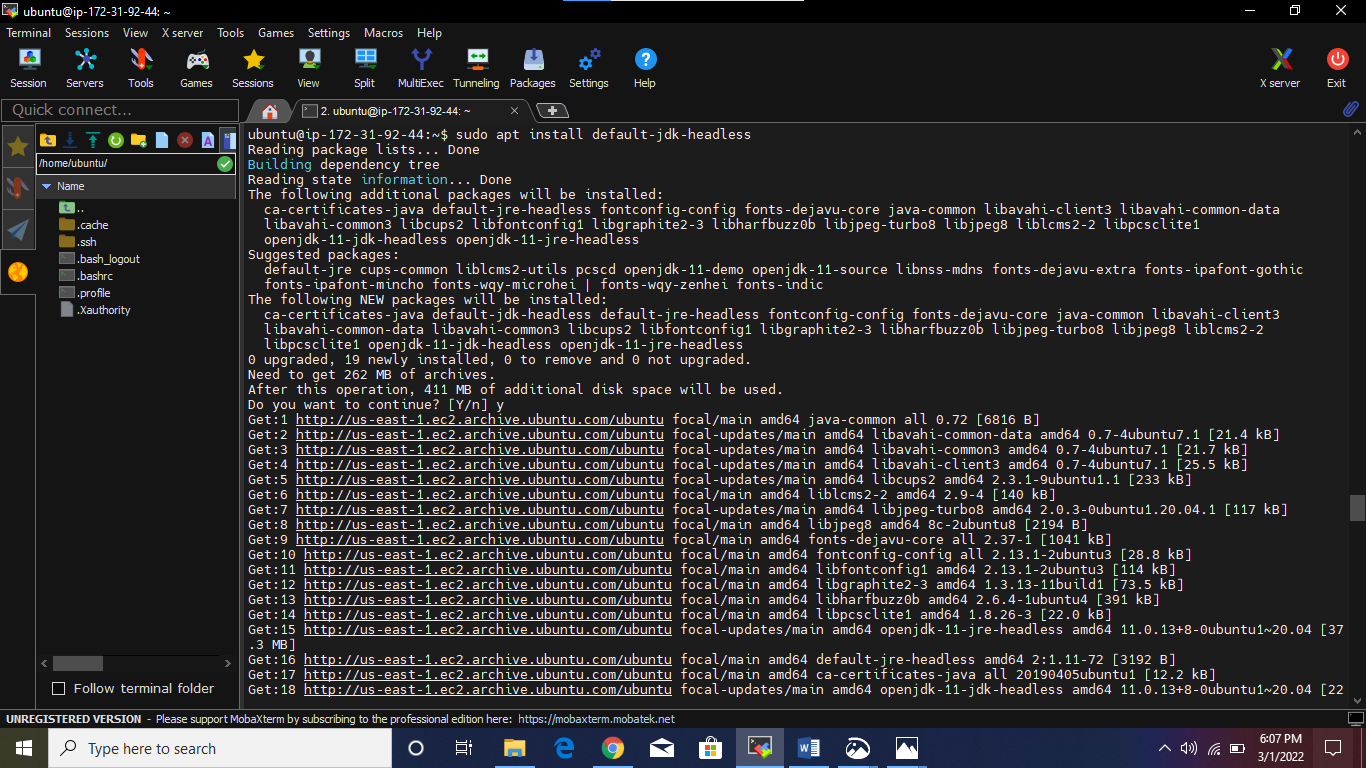 ubuntu@ip-172-31-92-44: ~
Terminal Sessions View X server Tools Games Settings Macros Help
Session Servers Tools Games Sessions View Split MultiExec Tunneling Packages Settings Help X server Exit
Quick connect...
2. ubuntu@ip-172-31-92-44: ~
/home/ubuntu/
Name
..
.cache
.ssh
.bash_logout
.bashrc
.profile
.Xauthority
Follow terminal folder
ubuntu@ip-172-31-92-44:~$ sudo apt install default-jdk-headless
Reading package lists... Done
Building dependency tree
Reading state information... Done
The following additional packages will be installed:
ca-certificates-java default-jre-headless fontconfig-config fonts-dejavu-core java-common libavahi-client3 libavahi-common-data
libavahi-common3 libcups2 libfontconfig1 libgraphite2-3 libharfbuzz0b libjpeg-turbo8 libjpeg8 liblcms2-2 libpcsclite1
openjdk-11-jdk-headless openjdk-11-jre-headless
Suggested packages:
default-jre cups-common liblcms2-utils pcscd openjdk-11-demo openjdk-11-source libnss-mdns fonts-dejavu-extra fonts-ipafont-gothic
fonts-ipafont-mincho fonts-wqy-microhei | fonts-wqy-zenhei fonts-indic
The following NEW packages will be installed:
ca-certificates-java default-jdk-headless default-jre-headless fontconfig-config fonts-dejavu-core java-common libavahi-client3
libavahi-common-data libavahi-common3 libcups2 libfontconfig1 libgraphite2-3 libharfbuzz0b libjpeg-turbo8 libjpeg8 liblcms2-2
libpcsclite1 openjdk-11-jdk-headless openjdk-11-jre-headless
0 upgraded, 19 newly installed, 0 to remove and 0 not upgraded.
Need to get 262 MB of archives.
After this operation, 411 MB of additional disk space will be used.
Do you want to continue? [Y/n] y
Get:1 http://us-east-1.ec2.archive.ubuntu.com/ubuntu focal/main amd64 java-common all 0.72 [6816 B]
Get:2 http://us-east-1.ec2.archive.ubuntu.com/ubuntu focal-updates/main amd64 libavahi-common-data amd64 0.7-4ubuntu7.1 [21.4 kB]
Get:3 http://us-east-1.ec2.archive.ubuntu.com/ubuntu focal-updates/main amd64 libavahi-common3 amd64 0.7-4ubuntu7.1 [21.7 kB]
Get:4 http://us-east-1.ec2.archive.ubuntu.com/ubuntu focal-updates/main amd64 libavahi-client3 amd64 0.7-4ubuntu7.1 [25.5 kB]
Get:5 http://us-east-1.ec2.archive.ubuntu.com/ubuntu focal-updates/main amd64 libcups2 amd64 2.3.1-9ubuntu1.1 [233 kB]
Get:6 http://us-east-1.ec2.archive.ubuntu.com/ubuntu focal/main amd64 liblcms2-2 amd64 2.9-4 [140 kB]
Get:7 http://us-east-1.ec2.archive.ubuntu.com/ubuntu focal-updates/main amd64 libjpeg-turbo8 amd64 2.0.3-0ubuntu1.20.04.1 [117 kB]
Get:8 http://us-east-1.ec2.archive.ubuntu.com/ubuntu focal/main amd64 libjpeg8 amd64 8c-2ubuntu8 [2194 B]
Get:9 http://us-east-1.ec2.archive.ubuntu.com/ubuntu focal/main amd64 fonts-dejavu-core all 2.37-1 [1041 kB]
Get:10 http://us-east-1.ec2.archive.ubuntu.com/ubuntu focal/main amd64 fontconfig-config all 2.13.1-2ubuntu3 [28.8 kB]
Get:11 http://us-east-1.ec2.archive.ubuntu.com/ubuntu focal/main amd64 libfontconfig1 amd64 2.13.1-2ubuntu3 [114 kB]
Get:12 http://us-east-1.ec2.archive.ubuntu.com/ubuntu focal/main amd64 libgraphite2-3 amd64 1.3.13-11build1 [73.5 kB]
Get:13 http://us-east-1.ec2.archive.ubuntu.com/ubuntu focal/main amd64 libharfbuzz0b amd64 2.6.4-1ubuntu4 [391 kB]
Get:14 http://us-east-1.ec2.archive.ubuntu.com/ubuntu focal/main amd64 libpcsclite1 amd64 1.8.26-3 [22.0 kB]
Get:15 http://us-east-1.ec2.archive.ubuntu.com/ubuntu focal-updates/main amd64 openjdk-11-jre-headless amd64 11.0.13+8-0ubuntu1~20.04 [37
.3 MB]
Get:16 http://us-east-1.ec2.archive.ubuntu.com/ubuntu focal/main amd64 default-jre-headless amd64 2:1.11-72 [3192 B]
Get:17 http://us-east-1.ec2.archive.ubuntu.com/ubuntu focal/main amd64 ca-certificates-java all 20190405ubuntu1 [12.2 kB]
Get:18 http://us-east-1.ec2.archive.ubuntu.com/ubuntu focal-updates/main amd64 openjdk-11-jdk-headless amd64 11.0.13+8-0ubuntu1~20.04 [22
UNREGISTERED VERSION - Please support MobaXterm by subscribing to the professional edition here: https://mobaxterm.mobatek.net
Type here to search
6:07 PM
3/1/2022